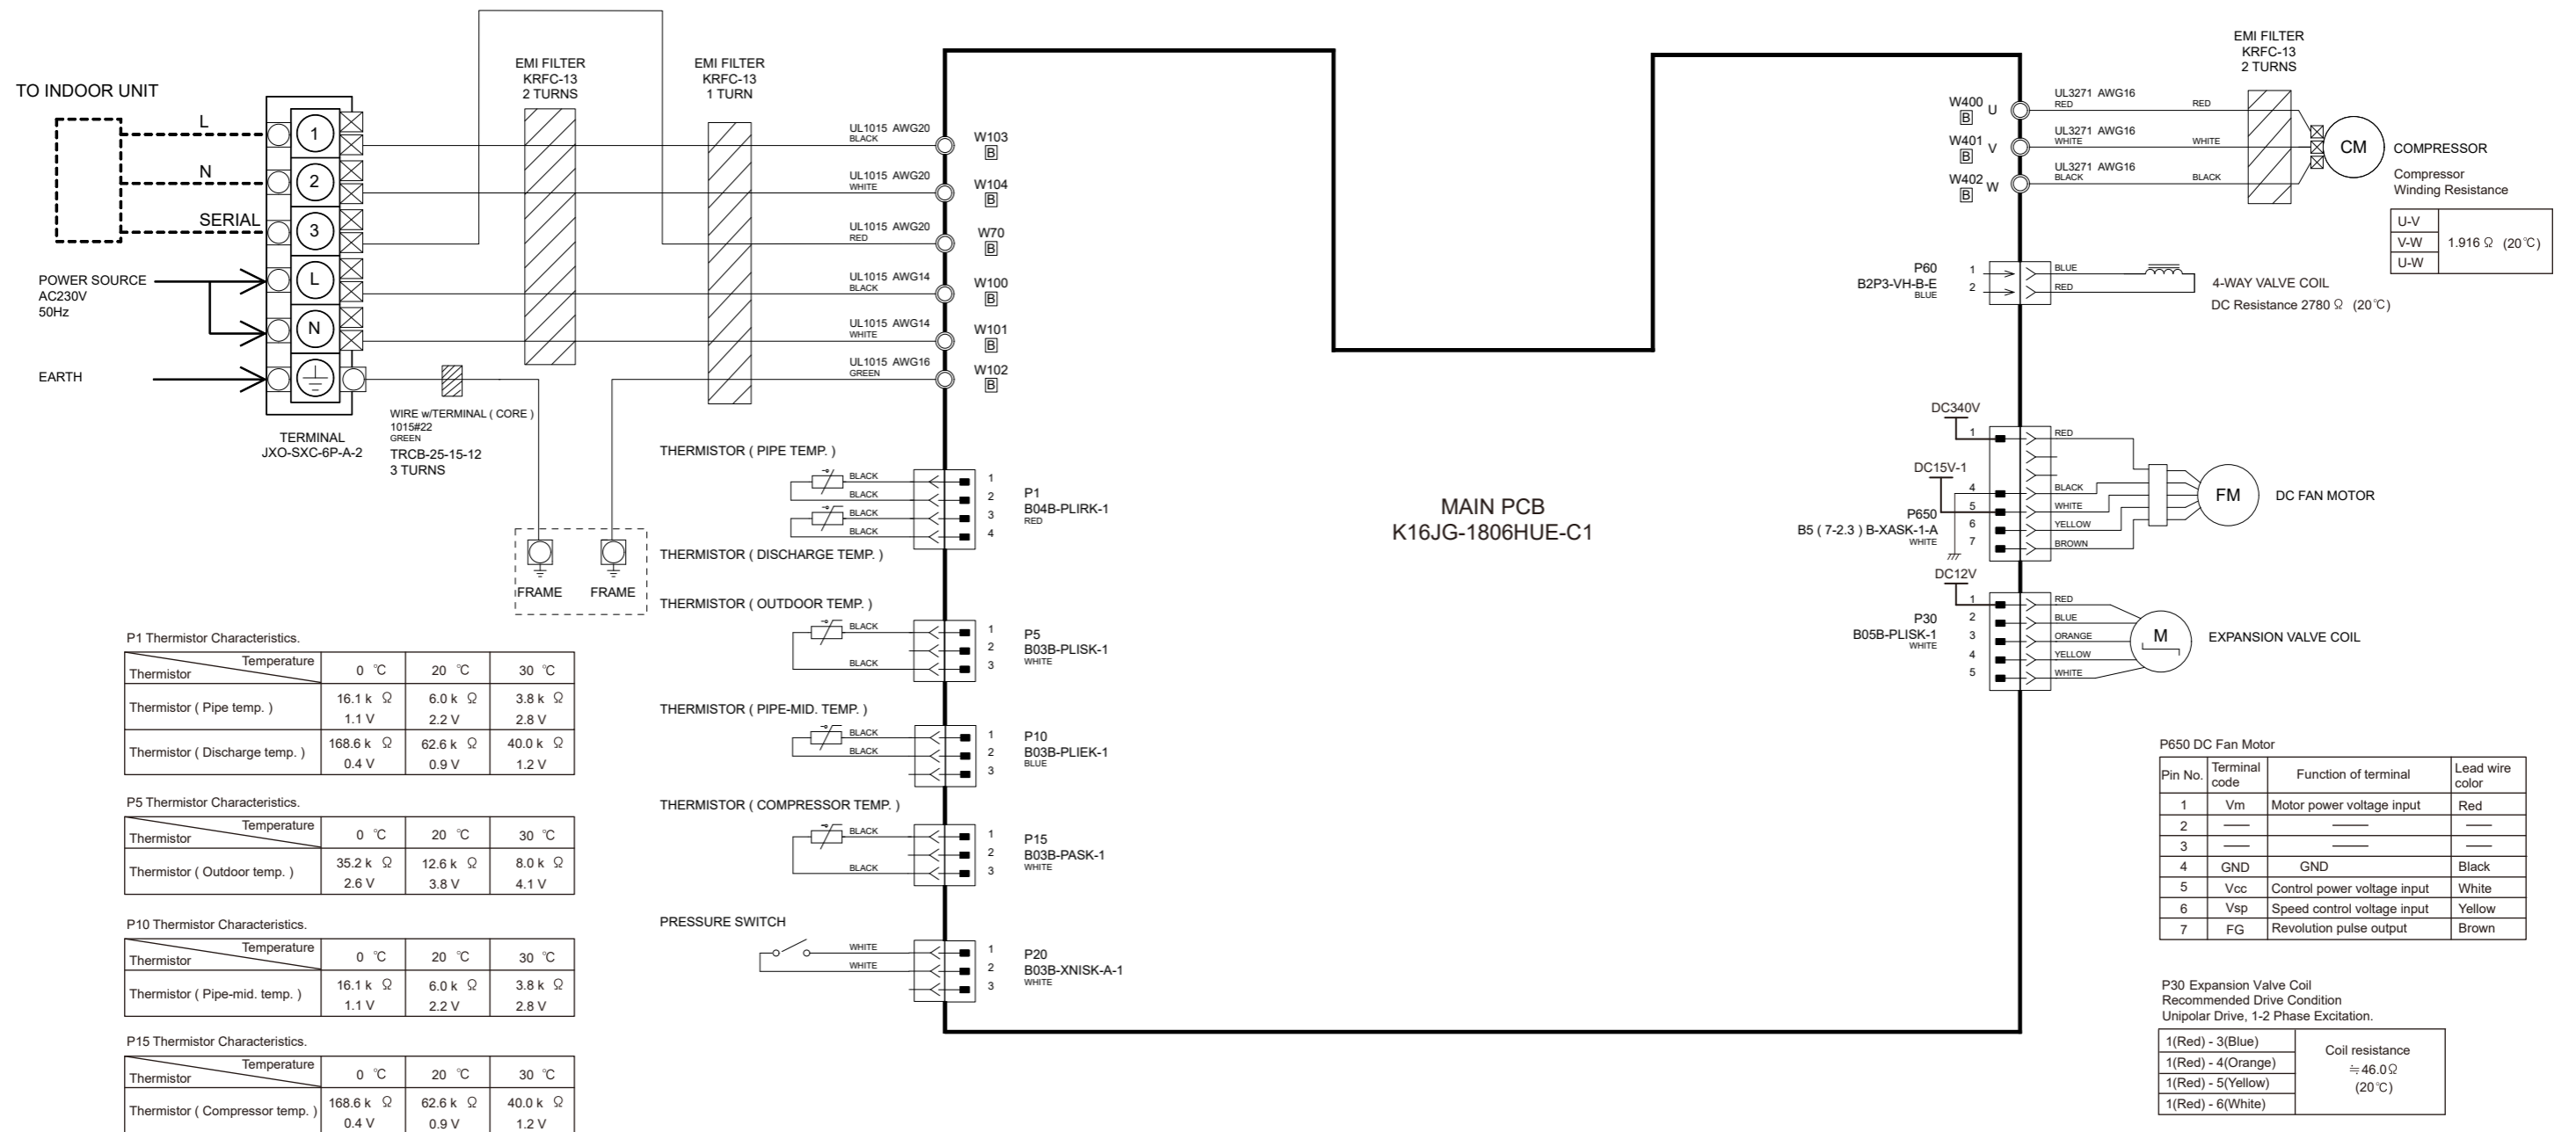 TO INDOOR UNIT
L
N
SERIAL
POWER SOURCE
AC230V
50Hz
EARTH
1
2
3
L
N
TERMINAL
JXO-SXC-6P-A-2
WIRE w/TERMINAL ( CORE )
1015#22
GREEN
TRCB-25-15-12
3 TURNS
EMI FILTER
KRFC-13
2 TURNS
EMI FILTER
KRFC-13
1 TURN
FRAME
FRAME
UL1015 AWG20
BLACK
W103
B
UL1015 AWG20
WHITE
W104
B
UL1015 AWG20
RED
W70
B
UL1015 AWG14
BLACK
W100
B
UL1015 AWG14
WHITE
W101
B
UL1015 AWG16
GREEN
W102
B
THERMISTOR ( PIPE TEMP. )
BLACK
BLACK
BLACK
BLACK
1
2
3
4
P1
B04B-PLIRK-1
RED
THERMISTOR ( DISCHARGE TEMP. )
THERMISTOR ( OUTDOOR TEMP. )
BLACK
BLACK
1
2
3
P5
B03B-PLISK-1
WHITE
THERMISTOR ( PIPE-MID. TEMP. )
BLACK
BLACK
1
2
3
P10
B03B-PLIEK-1
BLUE
THERMISTOR ( COMPRESSOR TEMP. )
BLACK
BLACK
1
2
3
P15
B03B-PASK-1
WHITE
PRESSURE SWITCH
WHITE
WHITE
1
2
3
P20
B03B-XNISK-A-1
WHITE
MAIN PCB
K16JG-1806HUE-C1
EMI FILTER
KRFC-13
2 TURNS
W400
B
U
UL3271 AWG16
RED
RED
W401
B
V
UL3271 AWG16
WHITE
WHITE
W402
B
W
UL3271 AWG16
BLACK
BLACK
CM
COMPRESSOR
Compressor
Winding Resistance
U-V
V-W
U-W
1.916 Ω (20℃)
P60
B2P3-VH-B-E
BLUE
1
2
BLUE
RED
4-WAY VALVE COIL
DC Resistance 2780 Ω (20℃)
DC340V
DC15V-1
1
4
5
6
7
P650
B5 ( 7-2.3 ) B-XASK-1-A
WHITE
RED
BLACK
WHITE
YELLOW
BROWN
FM
DC FAN MOTOR
DC12V
1
2
3
4
5
P30
B05B-PLISK-1
WHITE
RED
BLUE
ORANGE
YELLOW
WHITE
M
EXPANSION VALVE COIL
P1 Thermistor Characteristics.
Temperature
Thermistor
0 ℃ 20 ℃ 30 ℃
Thermistor ( Pipe temp. )
16.1 k Ω 6.0 k Ω 3.8 k Ω
1.1 V 2.2 V 2.8 V
Thermistor ( Discharge temp. )
168.6 k Ω 62.6 k Ω 40.0 k Ω
0.4 V 0.9 V 1.2 V
P5 Thermistor Characteristics.
Temperature
Thermistor
0 ℃ 20 ℃ 30 ℃
Thermistor ( Outdoor temp. )
35.2 k Ω 12.6 k Ω 8.0 k Ω
2.6 V 3.8 V 4.1 V
P10 Thermistor Characteristics.
Temperature
Thermistor
0 ℃ 20 ℃ 30 ℃
Thermistor ( Pipe-mid. temp. )
16.1 k Ω 6.0 k Ω 3.8 k Ω
1.1 V 2.2 V 2.8 V
P15 Thermistor Characteristics.
Temperature
Thermistor
0 ℃ 20 ℃ 30 ℃
Thermistor ( Compressor temp. )
168.6 k Ω 62.6 k Ω 40.0 k Ω
0.4 V 0.9 V 1.2 V
P650 DC Fan Motor
Pin No. Terminal code Function of terminal Lead wire color
1 Vm Motor power voltage input Red
2 — — —
3 — — —
4 GND GND Black
5 Vcc Control power voltage input White
6 Vsp Speed control voltage input Yellow
7 FG Revolution pulse output Brown
P30 Expansion Valve Coil
Recommended Drive Condition
Unipolar Drive, 1-2 Phase Excitation.
1(Red) - 3(Blue)
1(Red) - 4(Orange)
1(Red) - 5(Yellow)
1(Red) - 6(White)
Coil resistance
≒46.0Ω
(20℃)